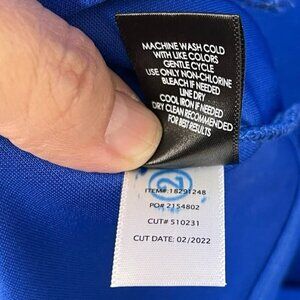 MACHINE WASH COLD
WITH LIKE COLORS
GENTLE CYCLE
USE ONLY NON-CHLORINE
BLEACH IF NEEDED
LINE DRY
COOL IRON IF NEEDED
DRY CLEAN RECOMMENDED
FOR BEST RESULTS
ITEM#: 18291248
PO# 2154802
CUT# 510231
CUT DATE: 02/2022